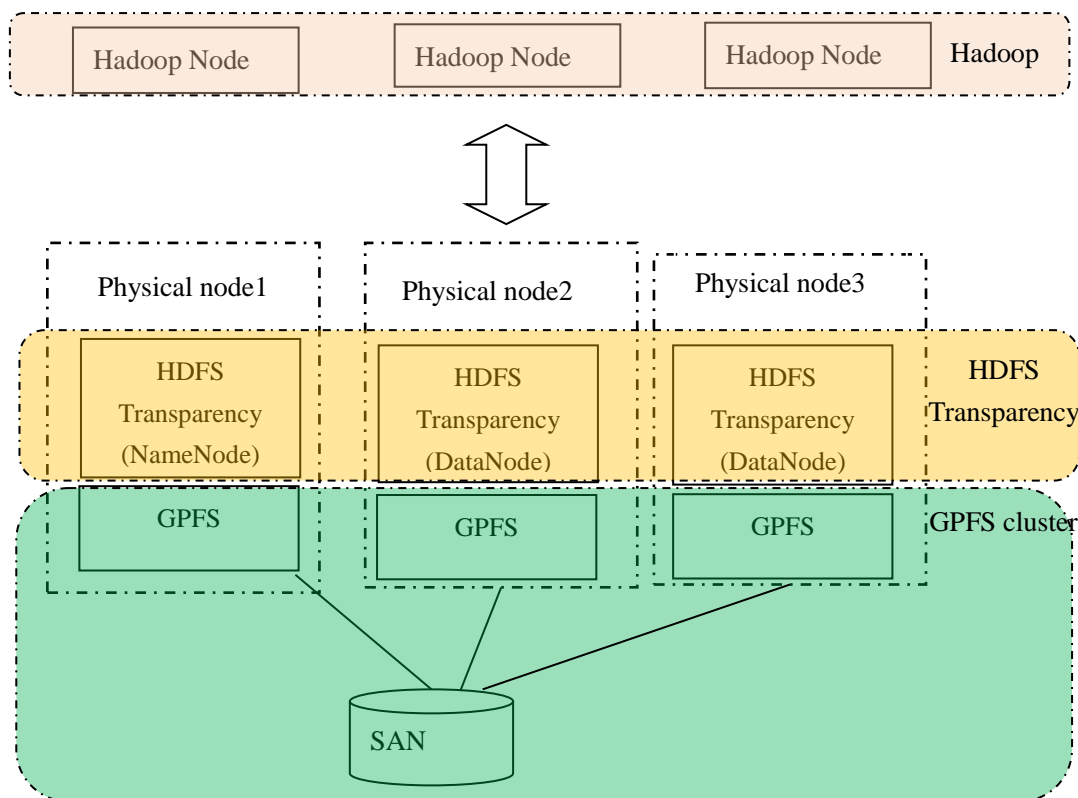 Hadoop Node
Hadoop Node
Hadoop Node
Hadoop
Physical node1
Physical node2
Physical node3
HDFS
Transparency
(NameNode)
HDFS
Transparency
(DataNode)
HDFS
Transparency
(DataNode)
HDFS
Transparency
GPFS
GPFS
GPFS
GPFS cluster
SAN